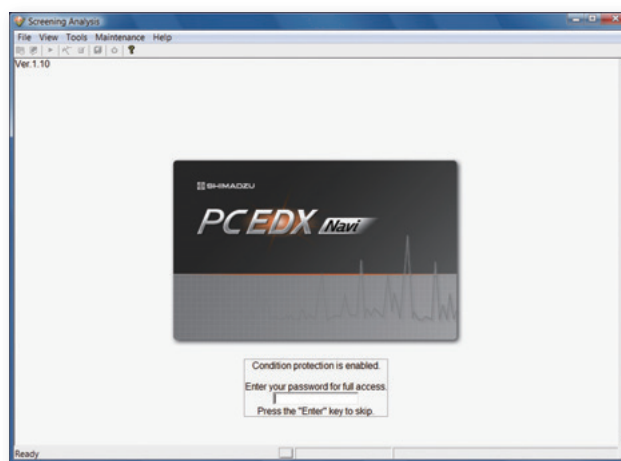 Screening Analysis
File View Tools Maintenance Help
Ver.1.10
SHIMADZU
PCEDX Navi
Condition protection is enabled.
Enter your password for full access.
Press the "Enter" key to skip.
Ready